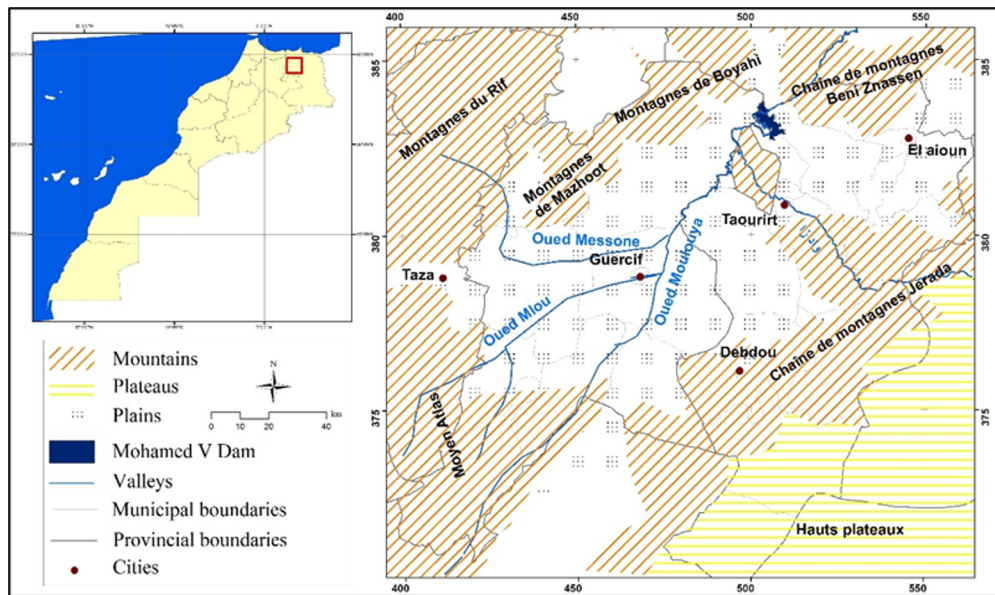 400
450
500
550
385
385
380
380
375
375
400
450
500
550
Montagnes du Rif
Montagnes de Boyahi
Chaîne de montagnes
Beni Znassen
Montagnes
de Mazhoot
El aioun
Taourirt
Oued Messone
Guercif
Taza
Oued Mlou
Oued Moulouya
Debdou
Chaîne de montagnes Jerada
Moyen Atlas
Hauts plateaux
Mountains
Plateaus
Plains
Mohamed V Dam
Valleys
Municipal boundaries
Provincial boundaries
Cities
N
km
0
10
20
40